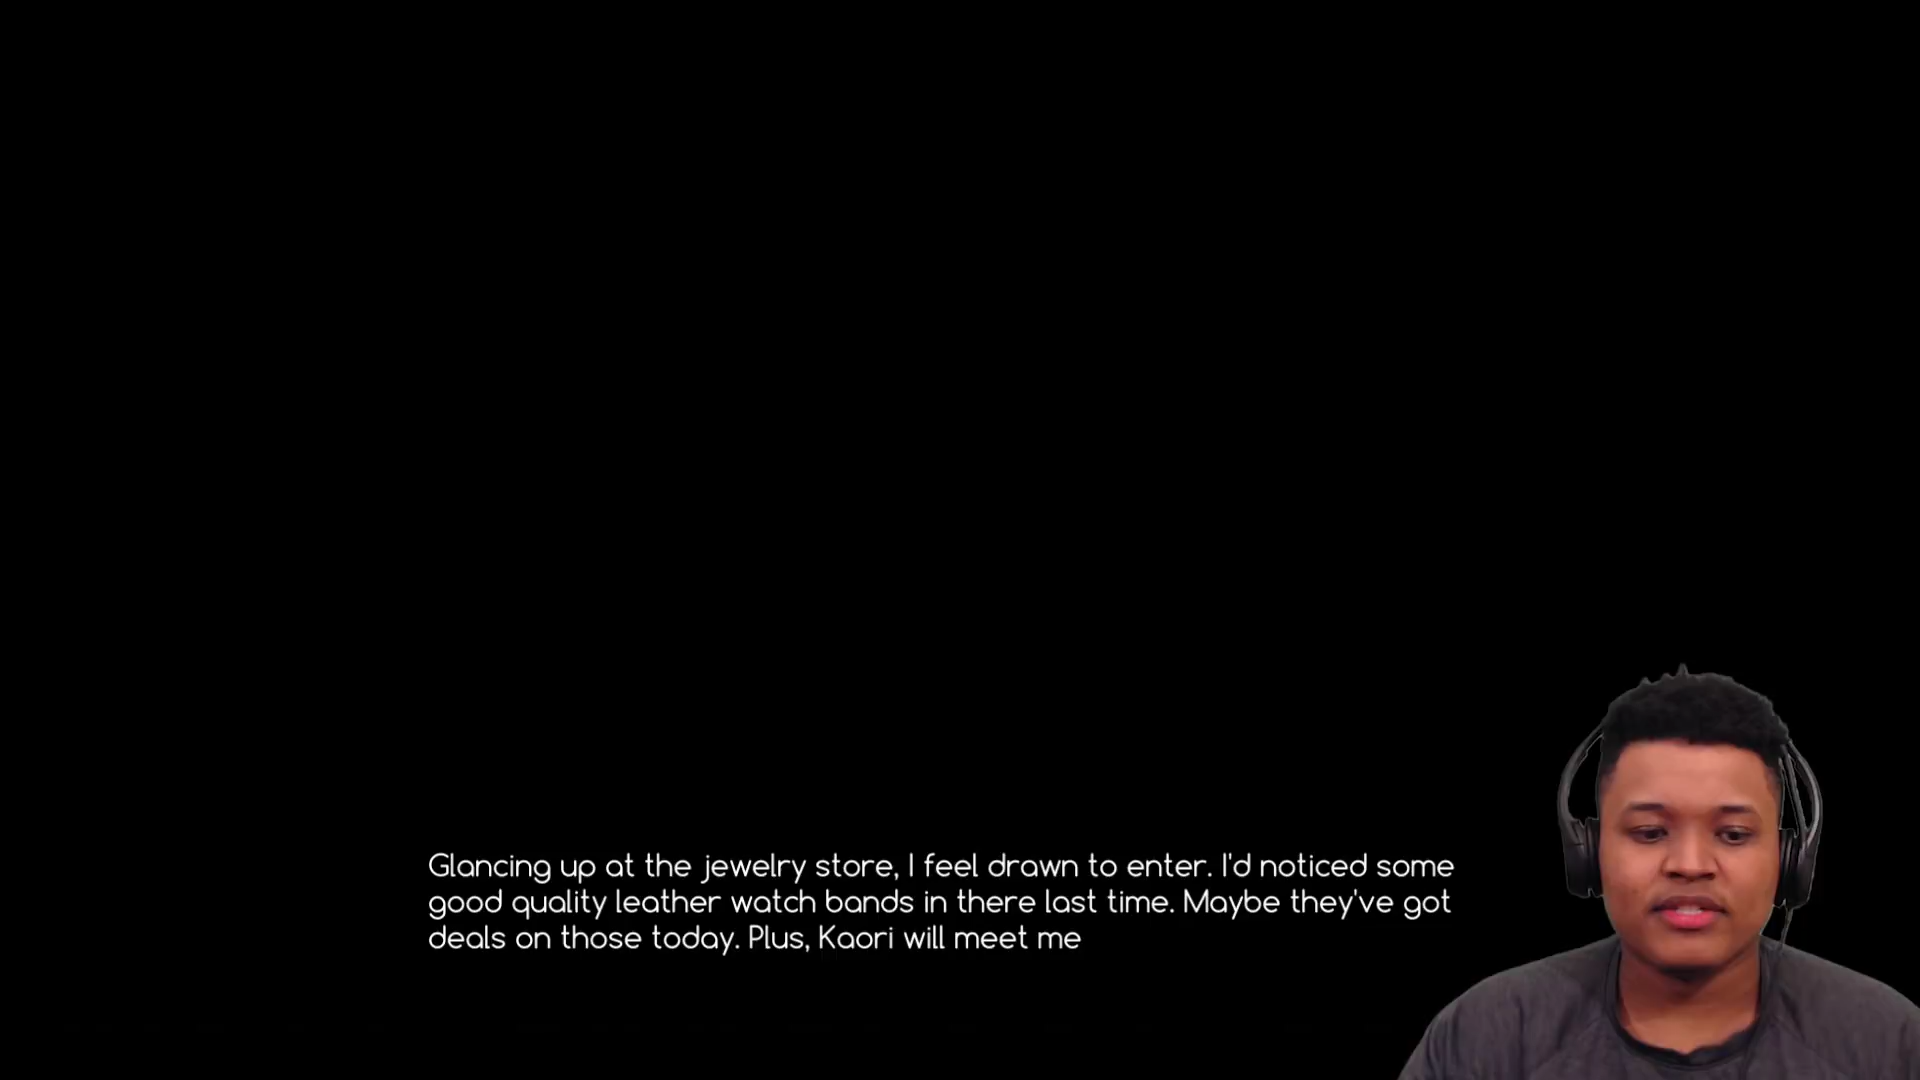 Glancing up at the jewelry store, I feel drawn to enter. I'd noticed some
good quality leather watch bands in there last time. Maybe they've got
deals on those today. Plus, Kaori will meet me